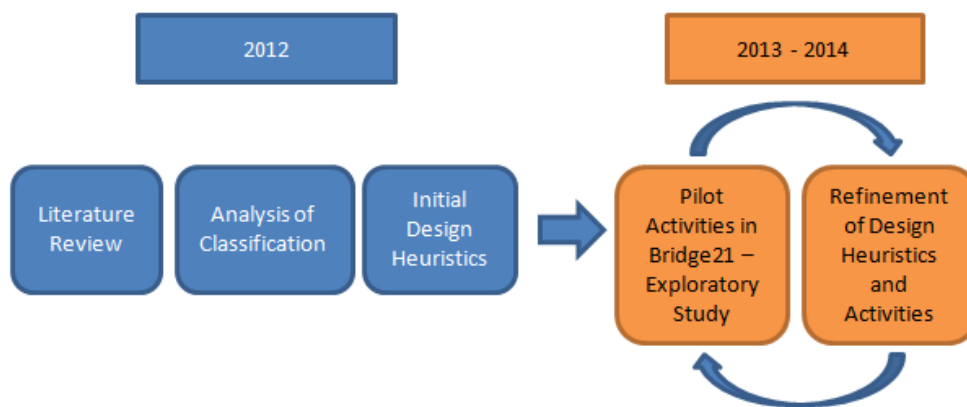 2012
2013 - 2014
Literature
Review
Analysis of
Classification
Initial
Design
Heuristics
Pilot
Activities in
Bridge21 –
Exploratory
Study
Refinement
of Design
Heuristics
and
Activities